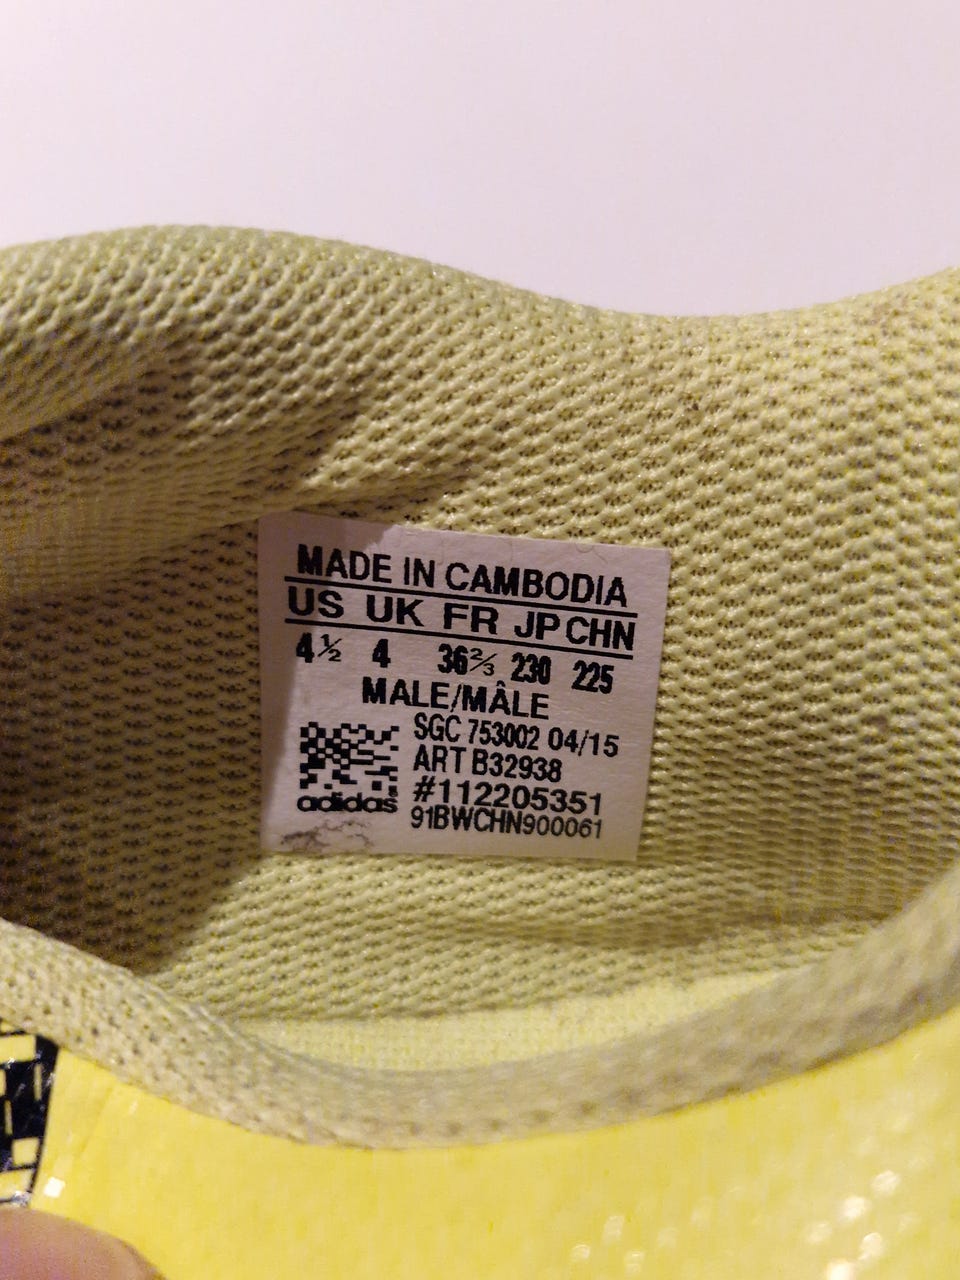 MADE IN CAMBODIA
US UK FR JP CHN
4½ 4 36⅔ 230 225
MALE/MÂLE
SGC 753002 04/15
ART B32938
#112205351
91BWCHN900061
adidas